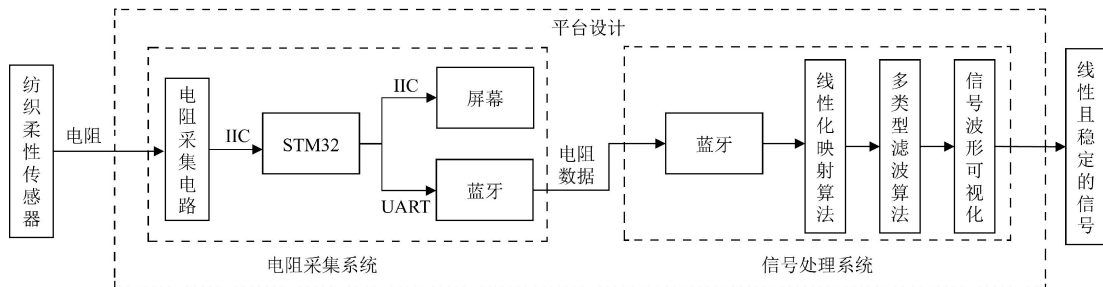 平台设计
纺织柔性传感器
电阻
电阻采集电路
IIC
STM32
IIC
屏幕
UART
蓝牙
电阻
数据
蓝牙
线性化映射算法
多类型滤波算法
信号波形可视化
线性且稳定的信号
电阻采集系统
信号处理系统